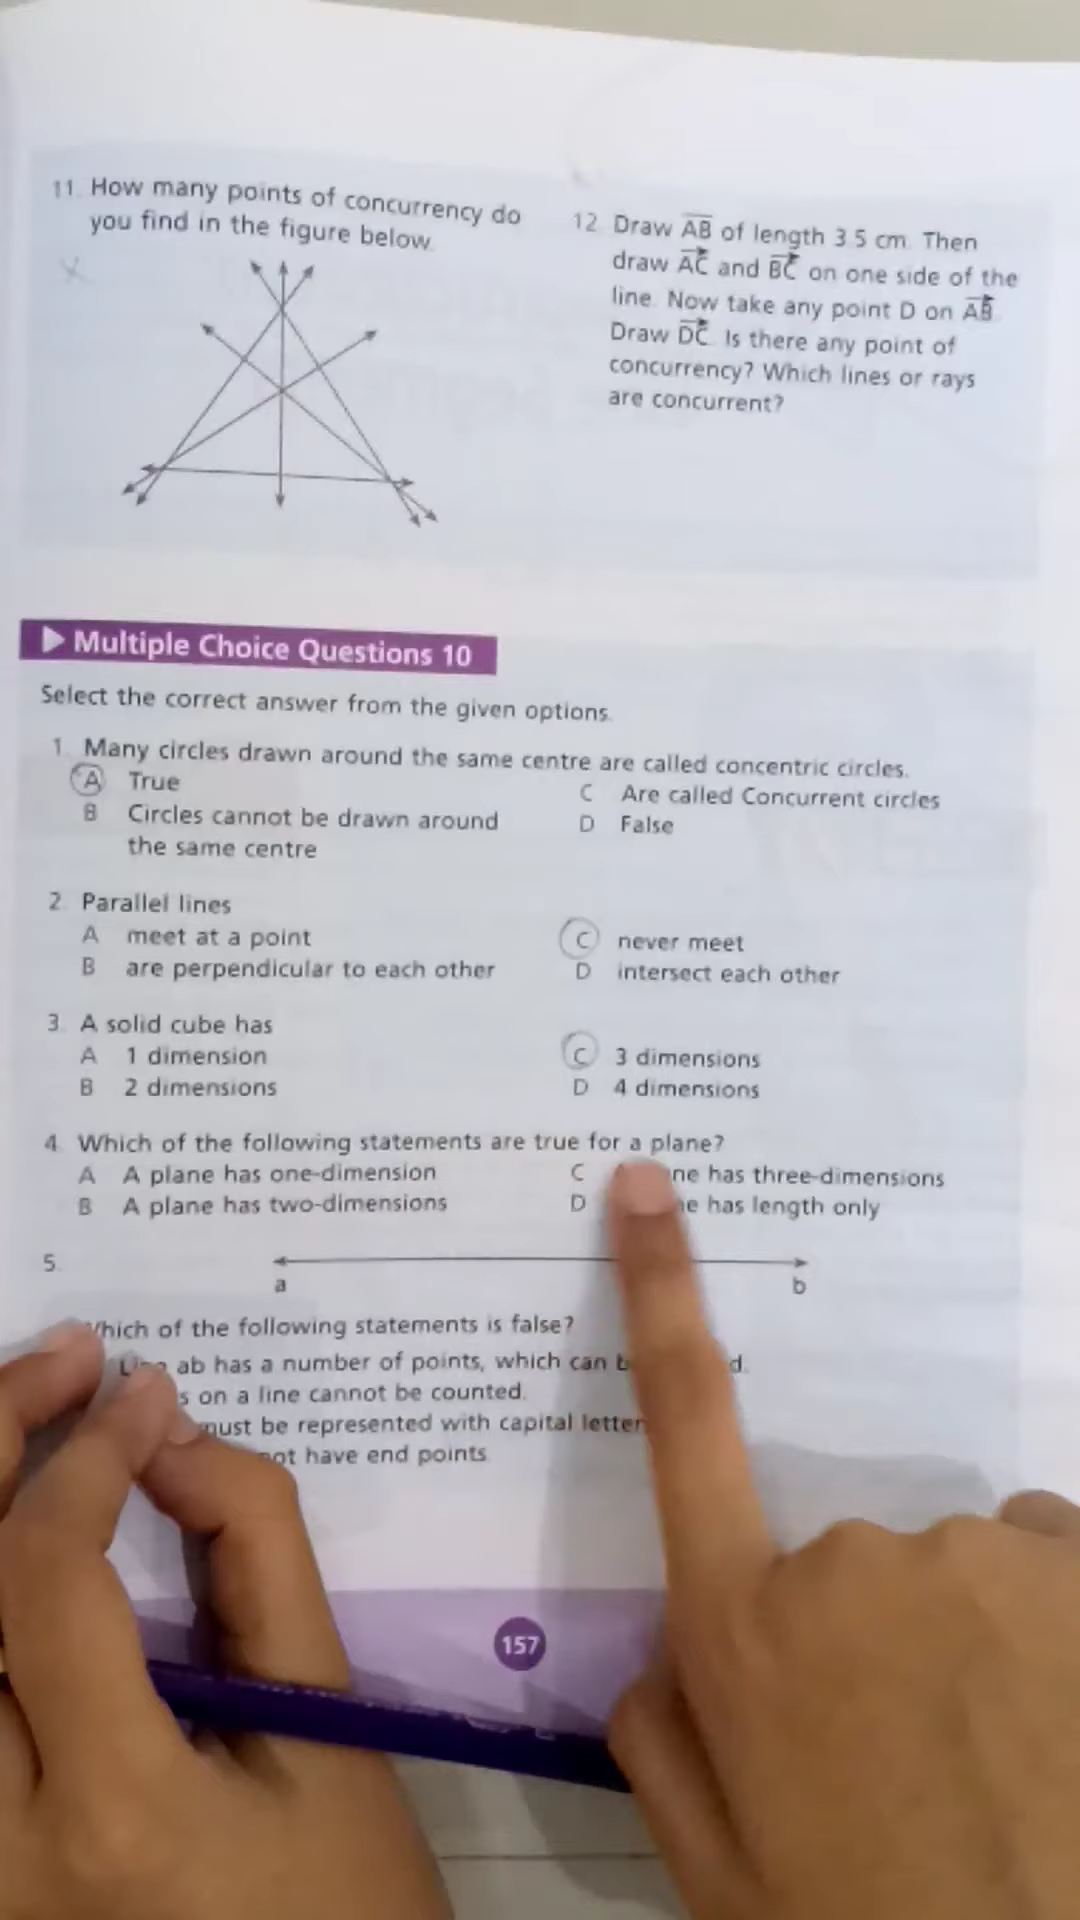 11. How many points of concurrency do
you find in the figure below.
12. Draw AB of length 3.5 cm. Then
draw AC and BC on one side of the
line. Now take any point D on AB.
Draw DC. Is there any point of
concurrency? Which lines or rays
are concurrent?
Multiple Choice Questions 10
Select the correct answer from the given options.
1. Many circles drawn around the same centre are called concentric circles.
A True
B Circles cannot be drawn around
the same centre
C Are called Concurrent circles
D False
2. Parallel lines
A meet at a point
B are perpendicular to each other
C never meet
D intersect each other
3. A solid cube has
A 1 dimension
B 2 dimensions
C 3 dimensions
D 4 dimensions
4. Which of the following statements are true for a plane?
A A plane has one-dimension
B A plane has two-dimensions
C has three-dimensions
D has length only
5.
a b
of the following statements is false?
ab has a number of points, which can
on a line cannot be counted.
be represented with capital
have end points.
157